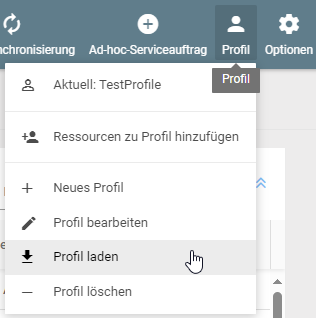 nchronisierung
Ad-hoc-Serviceauftrag
Profil
Optionen
Profil
Aktuell: TestProfile
Ressourcen zu Profil hinzufügen
Neues Profil
Profil bearbeiten
Profil laden
Profil löschen